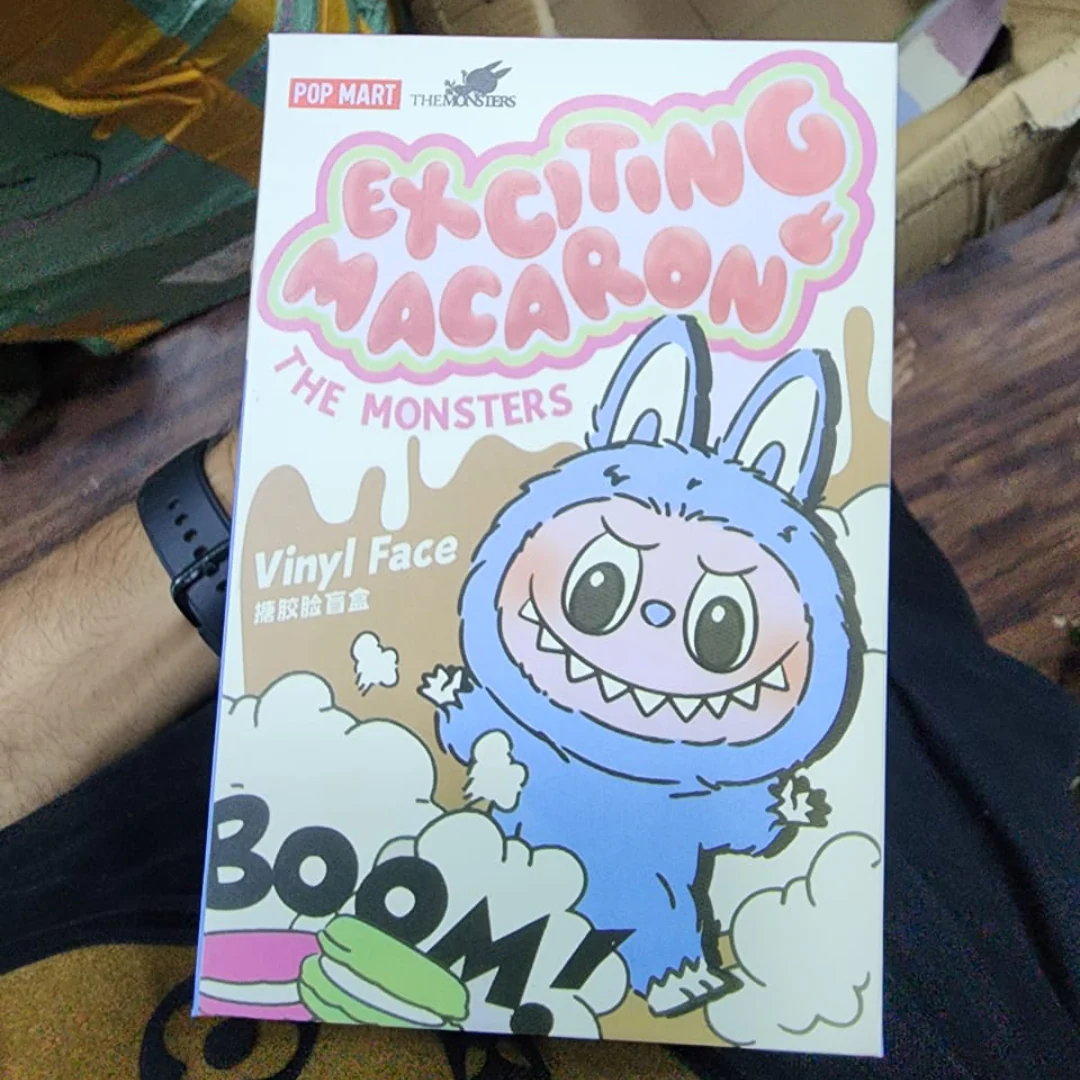 POP MART
THE MONSTERS
EXCITING
MACARON
THE MONSTERS
Vinyl Face
搪胶脸盲盒
BOOM!